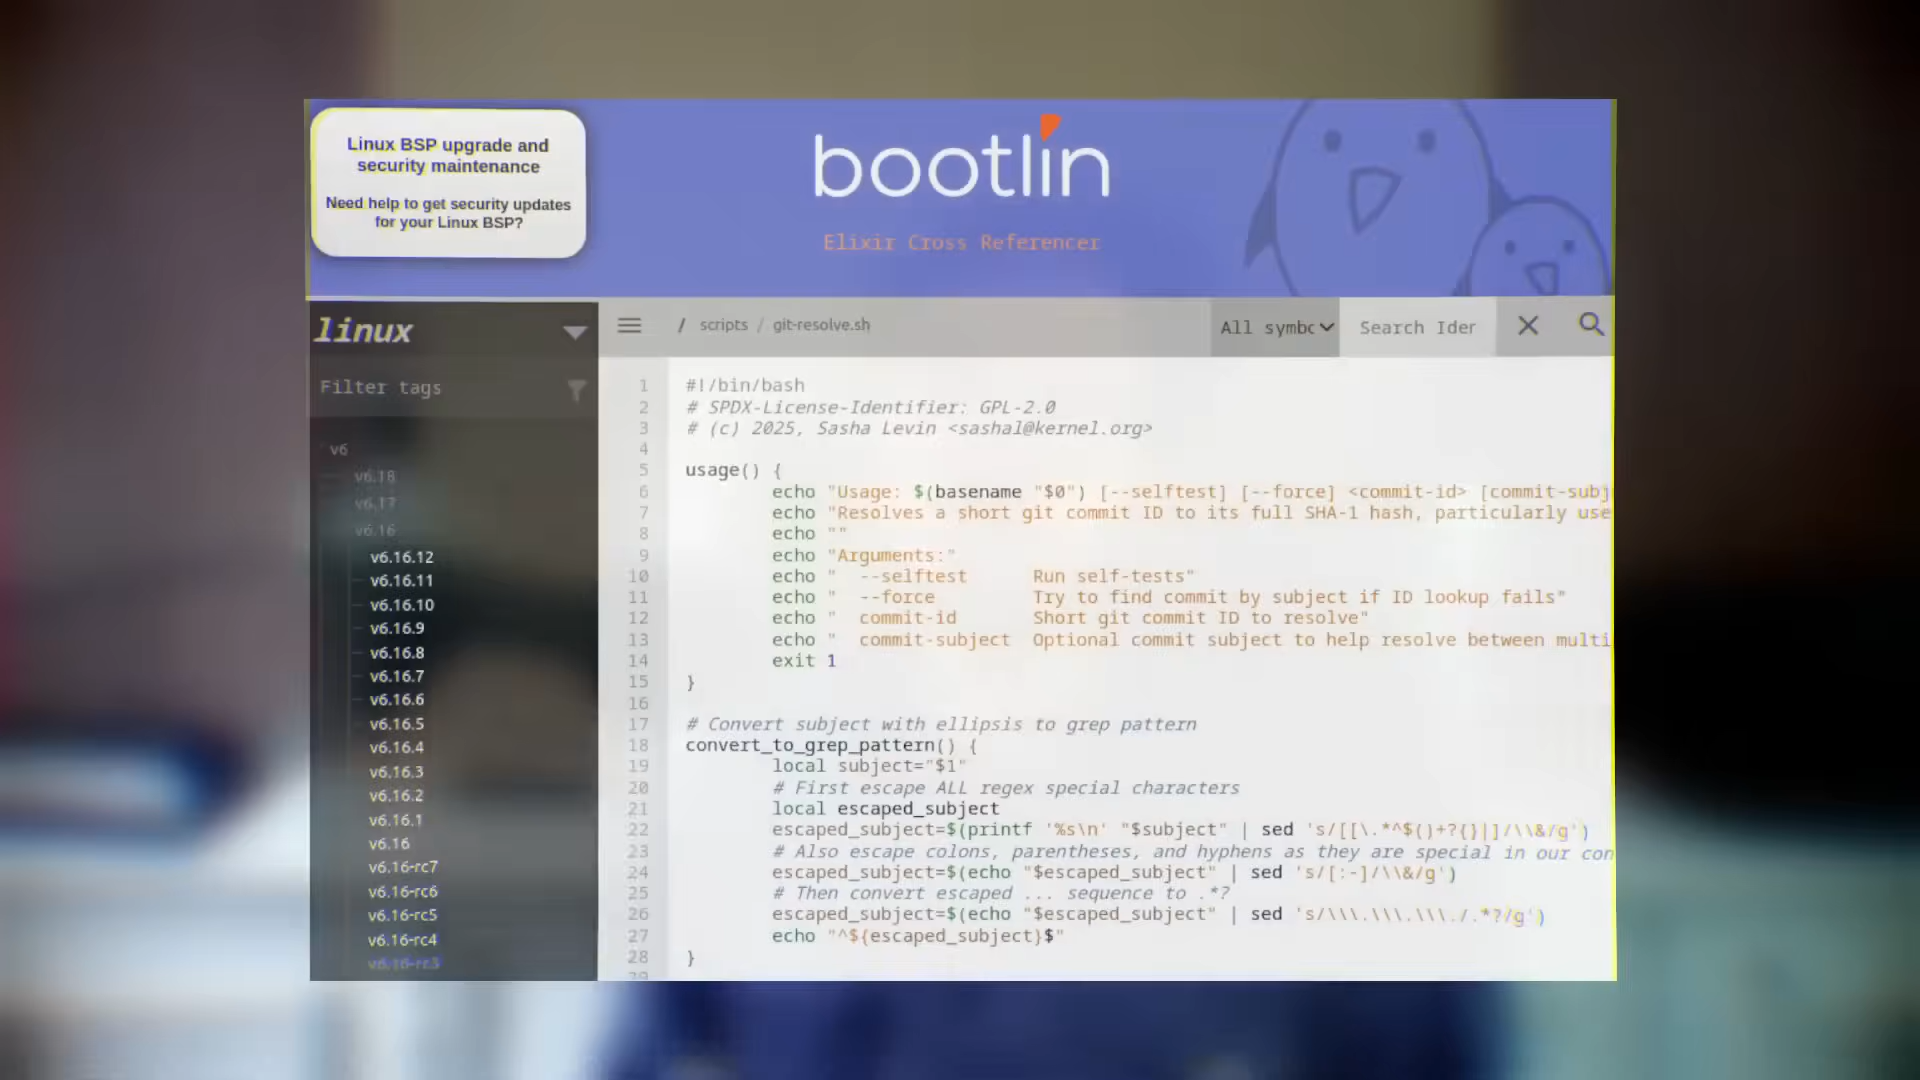 Linux BSP upgrade and
security maintenance
Need help to get security updates
for your Linux BSP?
bootlin
Elixir Cross Referencer
linux
/ scripts / git-resolve.sh
All symbc
Search Ider
Filter tags
v6
v6.18
v6.17
v6.16
v6.16.12
v6.16.11
v6.16.10
v6.16.9
v6.16.8
v6.16.7
v6.16.6
v6.16.5
v6.16.4
v6.16.3
v6.16.2
v6.16.1
v6.16
v6.16-rc7
v6.16-rc6
v6.16-rc5
v6.16-rc4
v6.16-rc3
1 #!/bin/bash
2 # SPDX-License-Identifier: GPL-2.0
3 # (c) 2025, Sasha Levin <sashal@kernel.org>
4
5 usage() {
6 echo "Usage: $(basename "$0") [--selftest] [--force] <commit-id> [commit-subj
7 echo "Resolves a short git commit ID to its full SHA-1 hash, particularly use
8 echo ""
9 echo "Arguments:"
10 echo "  --selftest      Run self-tests"
11 echo "  --force         Try to find commit by subject if ID lookup fails"
12 echo "  commit-id       Short git commit ID to resolve"
13 echo "  commit-subject  Optional commit subject to help resolve between multi
14 exit 1
15 }
16
17 # Convert subject with ellipsis to grep pattern
18 convert_to_grep_pattern() {
19 local subject="$1"
20 # First escape ALL regex special characters
21 local escaped_subject
22 escaped_subject=$(printf '%s\n' "$subject" | sed 's/[[\.*^$()+?{}|]/\\&/g')
23 # Also escape colons, parentheses, and hyphens as they are special in our con
24 escaped_subject=$(echo "$escaped_subject" | sed 's/[:-]/\\&/g')
25 # Then convert escaped ... sequence to .*?
26 escaped_subject=$(echo "$escaped_subject" | sed 's/\\\.\\\.\\\./.*?/g')
27 echo "^${escaped_subject}$"
28 }
29